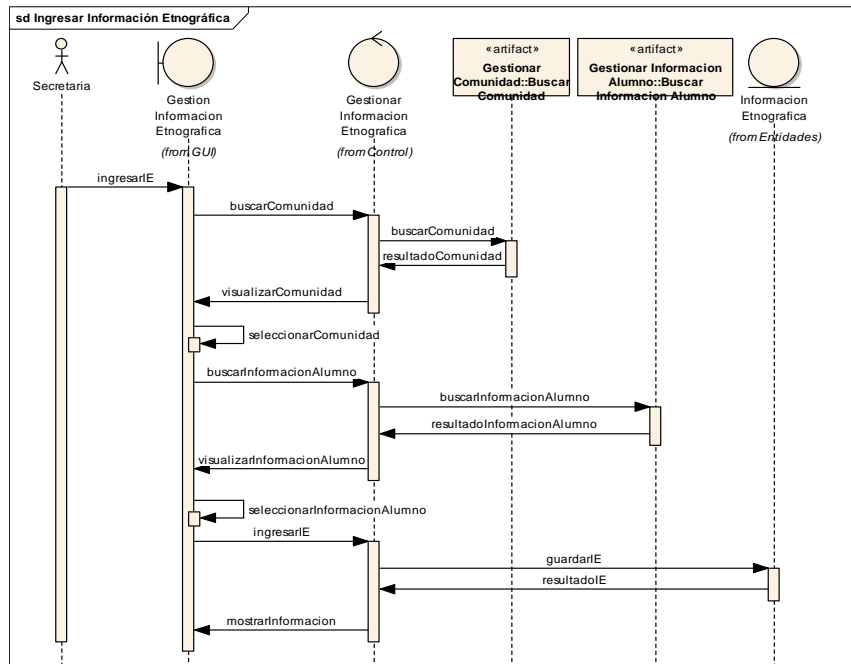 sd Ingresar Información Etnográfica
Secretaria
Gestion
Informacion
Etnografica
(from GUI)
Gestionar
Informacion
Etnografica
(from Control)
«artifact»
Gestionar
Comunidad::Buscar
Comunidad
«artifact»
Gestionar Informacion
Alumno::Buscar
Informacion Alumno
Informacion
Etnografica
(from Entidades)
ingresarIE
buscarComunidad
buscarComunidad
resultadoComunidad
visualizarComunidad
seleccionarComunidad
buscarInformacionAlumno
buscarInformacionAlumno
resultadoInformacionAlumno
visualizarInformacionAlumno
seleccionarInformacionAlumno
ingresarIE
guardarIE
resultadoIE
mostrarInformacion